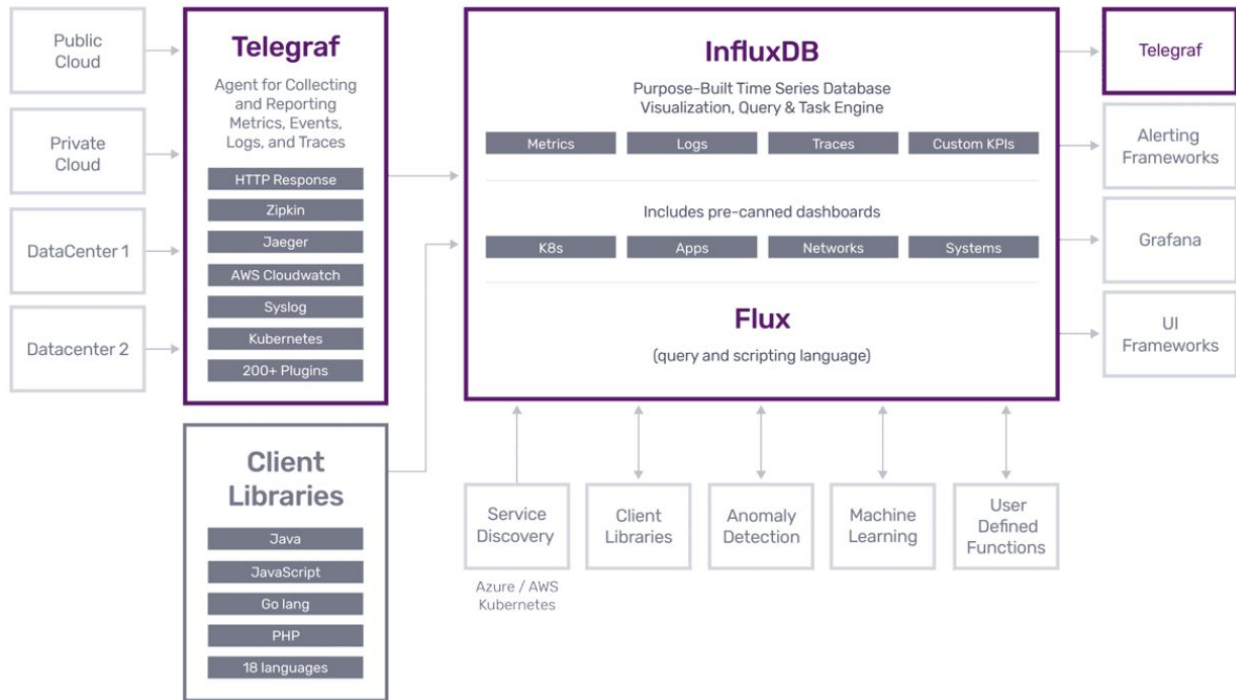 Public
Cloud
Private
Cloud
DataCenter 1
Datacenter 2
Telegraf
Agent for Collecting
and Reporting
Metrics, Events,
Logs, and Traces
HTTP Response
Zipkin
Jaeger
AWS Cloudwatch
Syslog
Kubernetes
200+ Plugins
Client
Libraries
Java
JavaScript
Go lang
PHP
18 languages
InfluxDB
Purpose-Built Time Series Database
Visualization, Query & Task Engine
Metrics
Logs
Traces
Custom KPIs
Includes pre-canned dashboards
K8s
Apps
Networks
Systems
Flux
(query and scripting language)
Service
Discovery
Azure / AWS
Kubernetes
Client
Libraries
Anomaly
Detection
Machine
Learning
User
Defined
Functions
Telegraf
Alerting
Frameworks
Grafana
UI
Frameworks